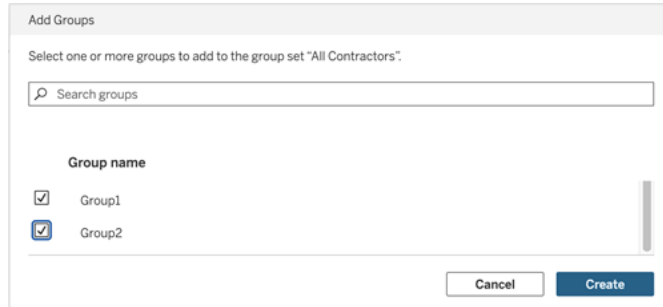 Add Groups
Select one or more groups to add to the group set "All Contractors".
Search groups
Group name
Group1
Group2
Cancel Create